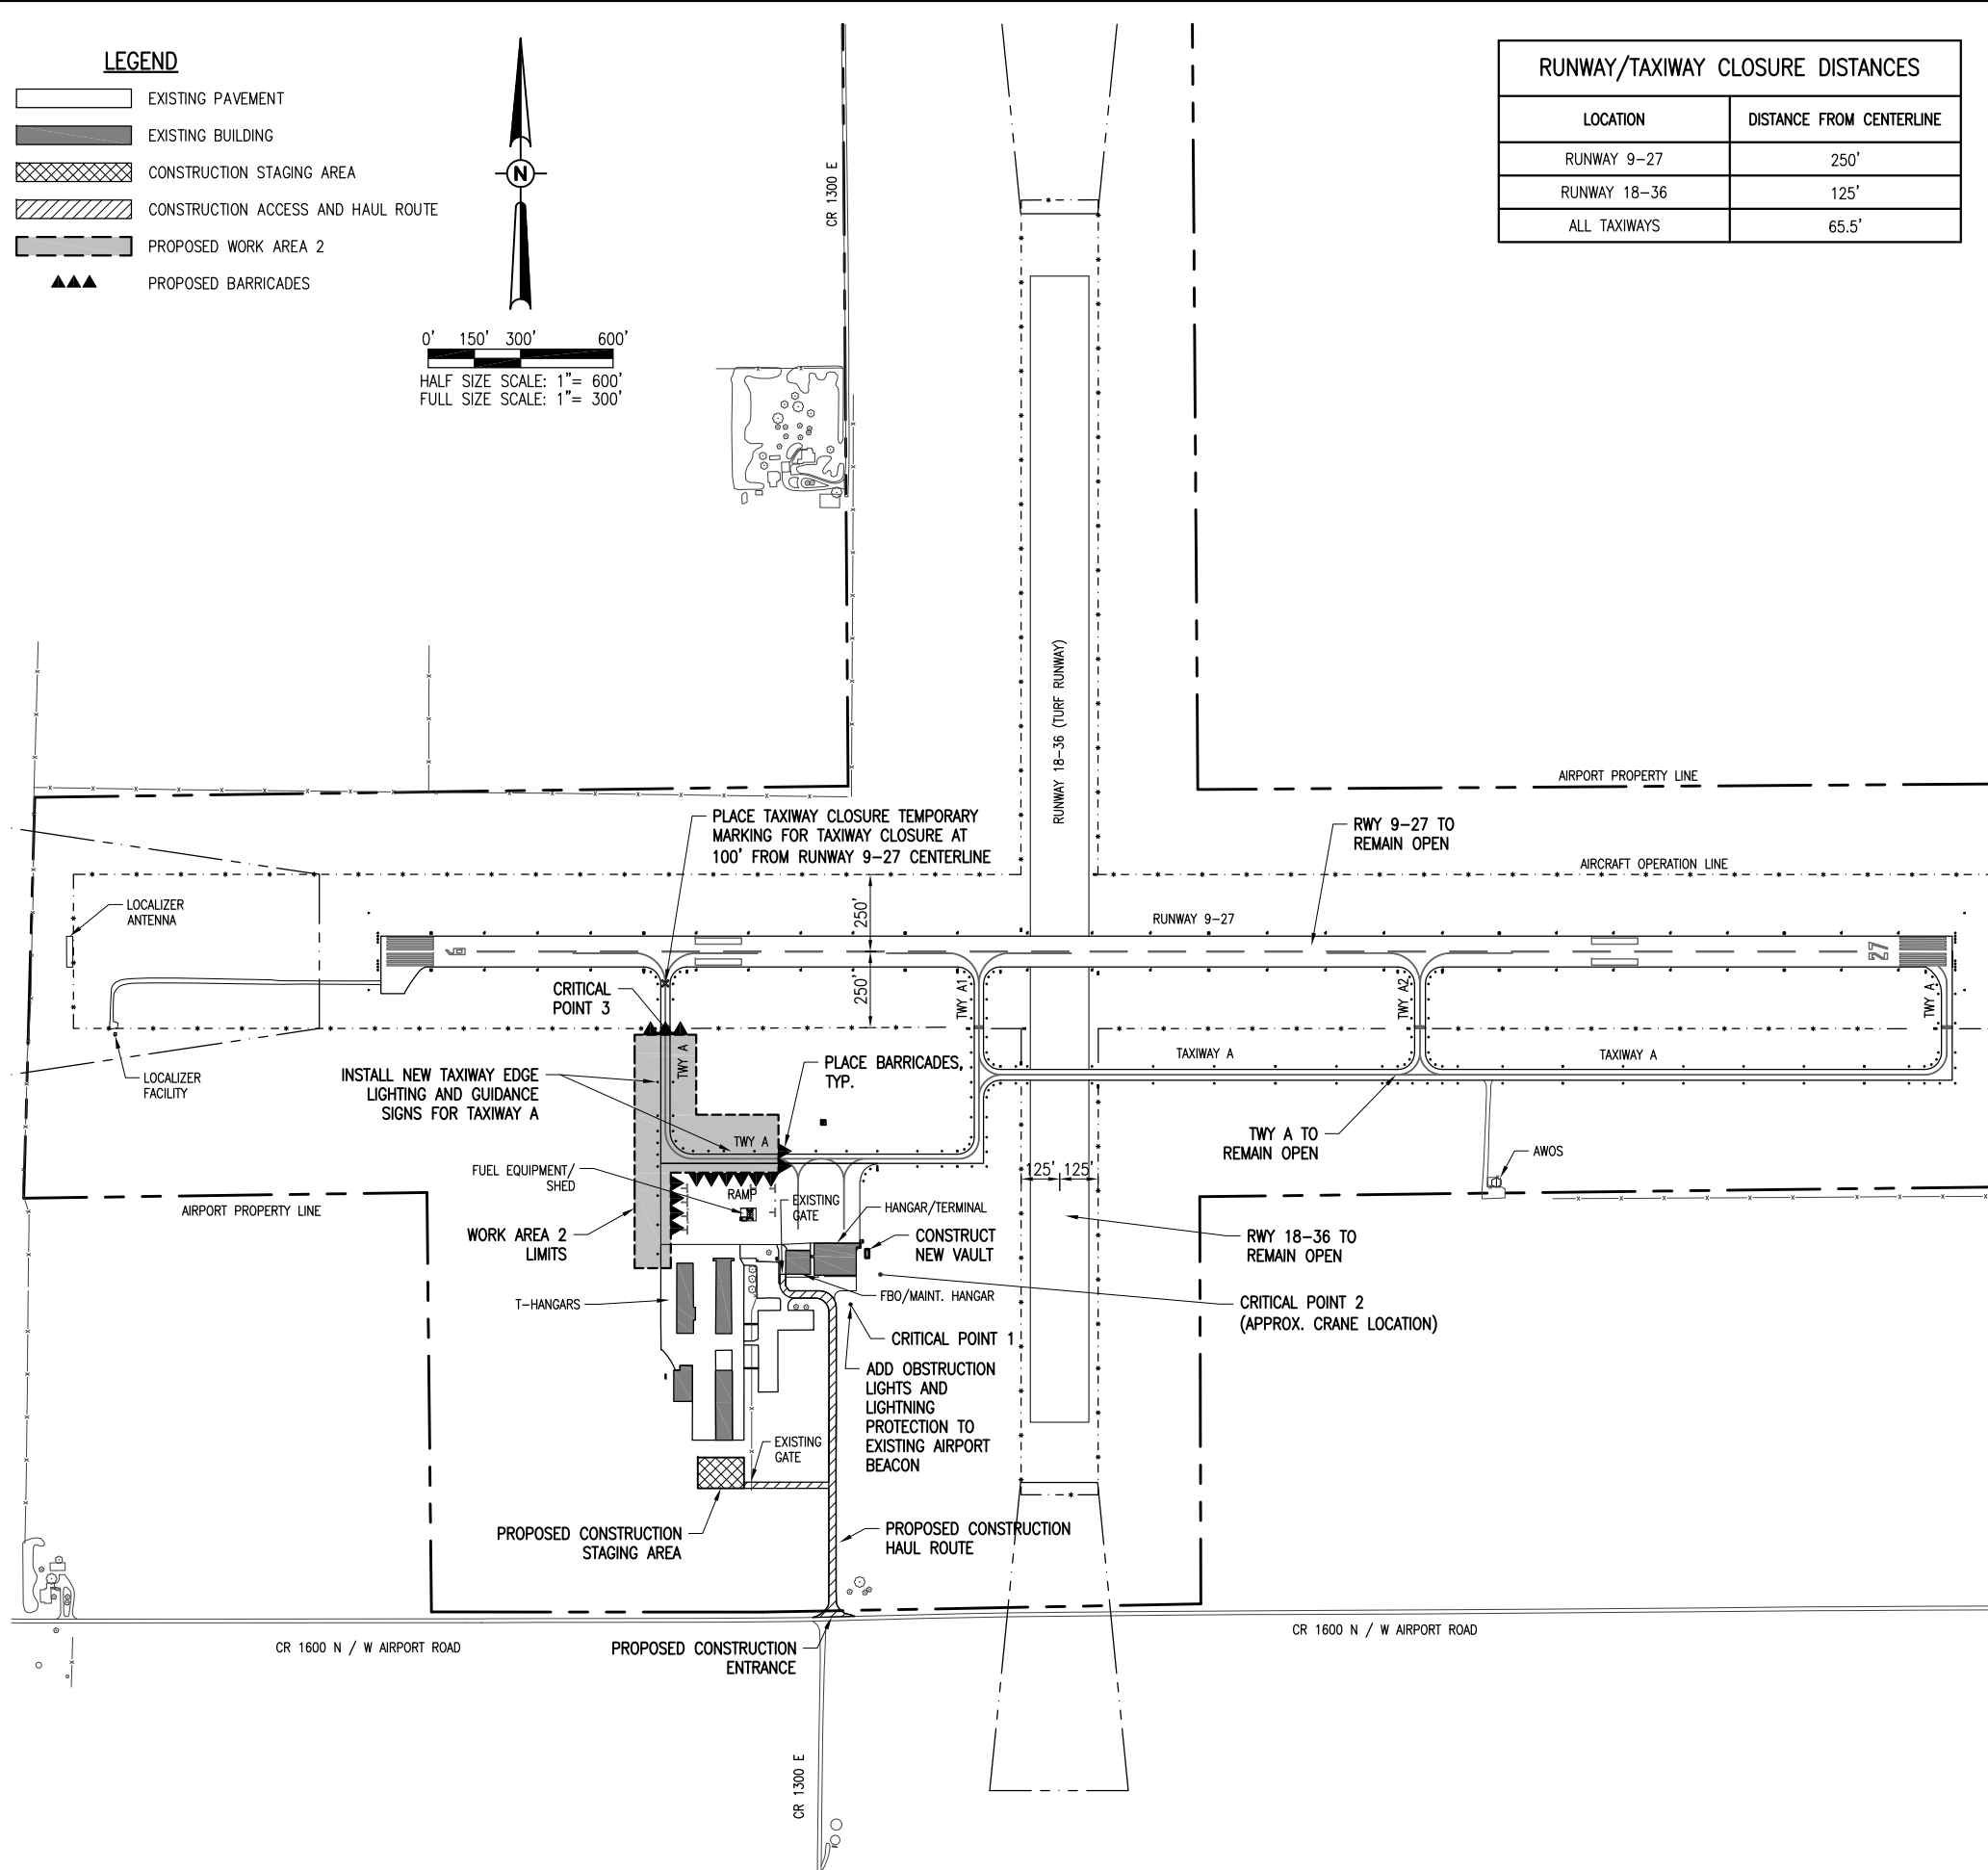 LEGEND
EXISTING PAVEMENT
EXISTING BUILDING
CONSTRUCTION STAGING AREA
CONSTRUCTION ACCESS AND HAUL ROUTE
PROPOSED WORK AREA 2
PROPOSED BARRICADES
N
0' 150' 300' 600'
HALF SIZE SCALE: 1"= 600'
FULL SIZE SCALE: 1"= 300'
RUNWAY/TAXIWAY CLOSURE DISTANCES
LOCATION DISTANCE FROM CENTERLINE
RUNWAY 9-27 250'
RUNWAY 18-36 125'
ALL TAXIWAYS 65.5'
CR 1300 E
RUNWAY 18-36 (TURF RUNWAY)
AIRPORT PROPERTY LINE
PLACE TAXIWAY CLOSURE TEMPORARY
MARKING FOR TAXIWAY CLOSURE AT
100' FROM RUNWAY 9-27 CENTERLINE
RWY 9-27 TO
REMAIN OPEN
AIRCRAFT OPERATION LINE
LOCALIZER
ANTENNA
250'
250'
RUNWAY 9-27
9
27
CRITICAL
POINT 3
TWY A1
TWY A2
TWY A
LOCALIZER
FACILITY
TWY A
INSTALL NEW TAXIWAY EDGE
LIGHTING AND GUIDANCE
SIGNS FOR TAXIWAY A
PLACE BARRICADES,
TYP.
TAXIWAY A
TAXIWAY A
TWY A
TWY A TO
REMAIN OPEN
AWOS
FUEL EQUIPMENT/
SHED
RAMP
EXISTING
GATE
125' 125'
AIRPORT PROPERTY LINE
HANGAR/TERMINAL
WORK AREA 2
LIMITS
CONSTRUCT
NEW VAULT
RWY 18-36 TO
REMAIN OPEN
T-HANGARS
FBO/MAINT. HANGAR
CRITICAL POINT 2
(APPROX. CRANE LOCATION)
CRITICAL POINT 1
ADD OBSTRUCTION
LIGHTS AND
LIGHTNING
PROTECTION TO
EXISTING AIRPORT
BEACON
EXISTING
GATE
PROPOSED CONSTRUCTION
STAGING AREA
PROPOSED CONSTRUCTION
HAUL ROUTE
CR 1600 N / W AIRPORT ROAD
PROPOSED CONSTRUCTION
ENTRANCE
CR 1600 N / W AIRPORT ROAD
CR 1300 E